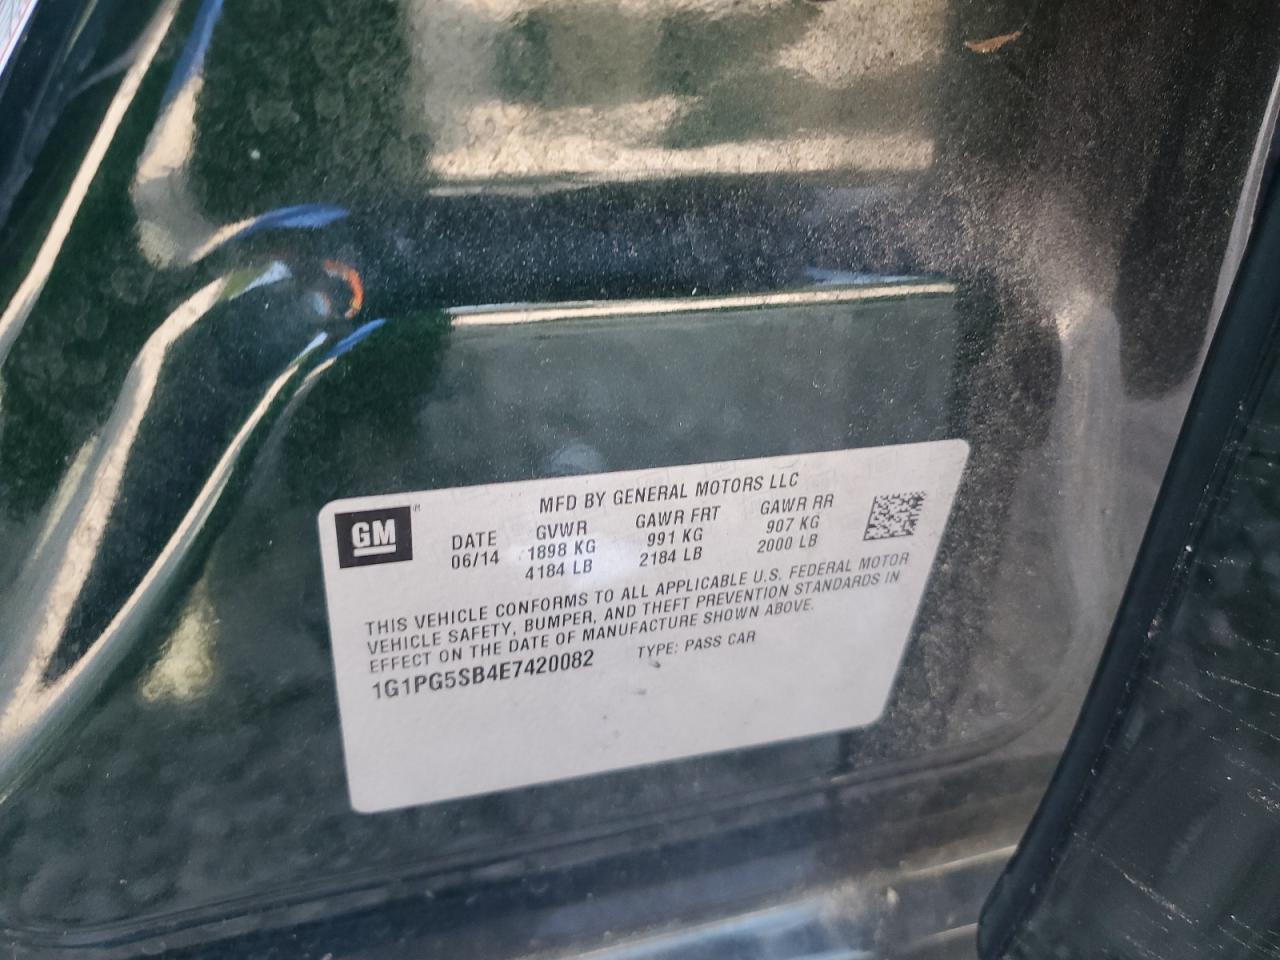 GM
MFD BY GENERAL MOTORS LLC
DATE GVWR GAWR FRT GAWR RR
06/14 1898 KG 991 KG 907 KG
4184 LB 2184 LB 2000 LB
THIS VEHICLE CONFORMS TO ALL APPLICABLE U.S. FEDERAL MOTOR
VEHICLE SAFETY, BUMPER, AND THEFT PREVENTION STANDARDS IN
EFFECT ON THE DATE OF MANUFACTURE SHOWN ABOVE.
1G1PG5SB4E7420082 TYPE: PASS CAR